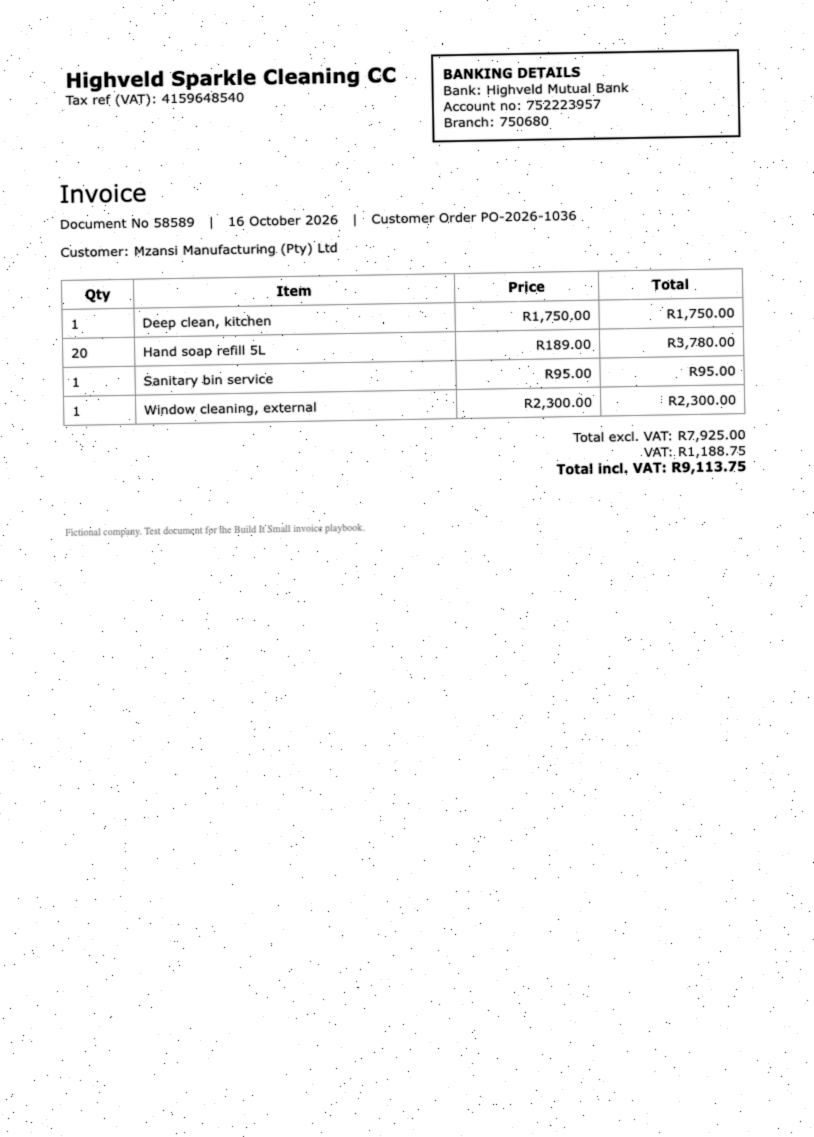 Highveld Sparkle Cleaning CC
Tax ref (VAT): 4159648540
BANKING DETAILS
Bank: Highveld Mutual Bank
Account no: 752223957
Branch: 750680
Invoice
Document No 58589 | 16 October 2026 | Customer Order PO-2026-1036
Customer: Mzansi Manufacturing (Pty) Ltd
Qty Item Price Total
1 Deep clean, kitchen R1,750.00 R1,750.00
20 Hand soap refill 5L R189.00 R3,780.00
1 Sanitary bin service R95.00 R95.00
1 Window cleaning, external R2,300.00 R2,300.00
Total excl. VAT: R7,925.00
VAT: R1,188.75
Total incl. VAT: R9,113.75
Fictional company. Test document for the Build It Small invoice playbook.